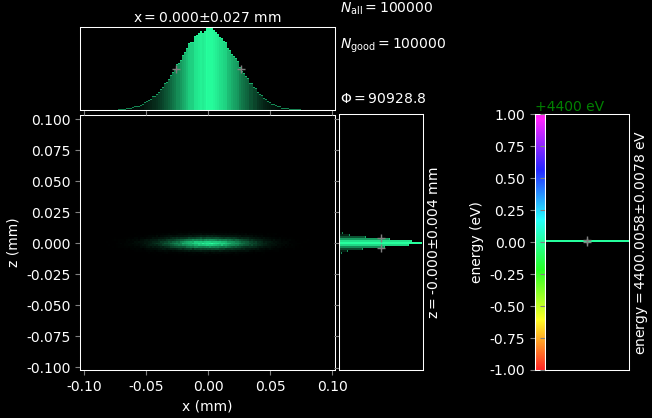 x = 0.000±0.027 mm
N_all = 100000
N_good = 100000
Φ = 90928.8
+4400 eV
0.100
0.075
0.050
0.025
0.000
-0.025
-0.050
-0.075
-0.100
z (mm)
-0.10
-0.05
0.00
0.05
0.10
x (mm)
z = -0.000±0.004 mm
1.00
0.75
0.50
0.25
0.00
-0.25
-0.50
-0.75
-1.00
energy (eV)
energy = 4400.0058±0.0078 eV